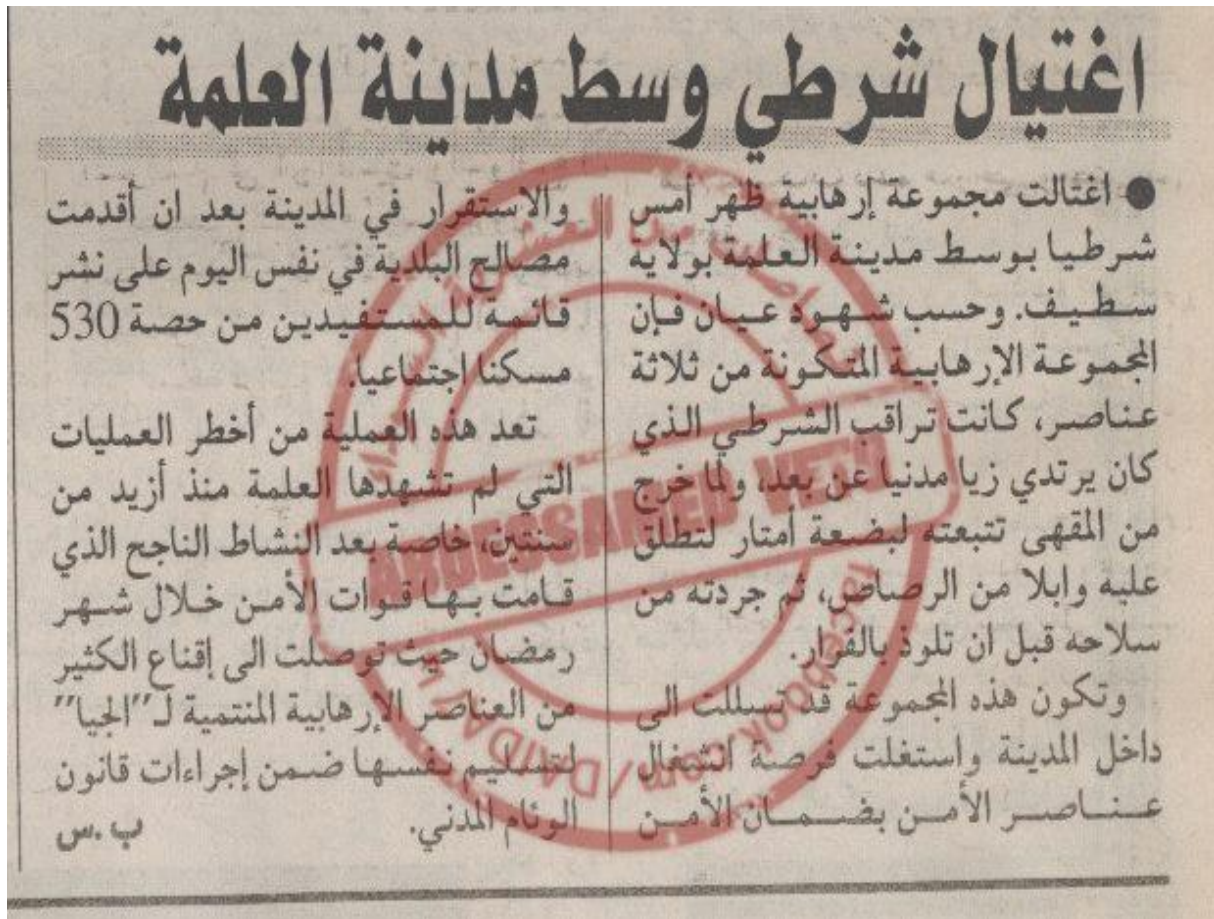 اغتيال شرطي وسط مدينة العلمة
● اغتالت مجموعة إرهابية ظهر أمس
شرطيا بوسط مدينة العلمة بولاية
سطيف. وحسب شهود عيان فإن
المجموعة الإرهابية المتكونة من ثلاثة
عناصر، كانت تراقب الشرطي الذي
كان يرتدي زيا مدنيا عن بعد، ولما خرج
من المقهى تتبعته لبضعة أمتار لتطلق
عليه وابلا من الرصاص، ثم جردته من
سلاحه قبل ان تلوذ بالفرار.
وتكون هذه المجموعة قد تسللت الى
داخل المدينة واستغلت فرصة انشغال
عناصر الأمن بضمان الأمن
والاستقرار في المدينة بعد ان أقدمت
مصالح البلدية في نفس اليوم على نشر
قائمة للمستفيدين من حصة 530
مسكنا إجتماعيا.
تعد هذه العملية من أخطر العمليات
التي لم تشهدها العلمة منذ أزيد من
سنتين، خاصة بعد النشاط الناجح الذي
قامت بها قوات الأمن خلال شهر
رمضان حيث توصلت الى إقناع الكثير
من العناصر الإرهابية المنتمية لـ"الجيا"
لتسليم نفسها ضمن إجراءات قانون
الوئام المدني.
ب.س
facebook.com/DAIDA